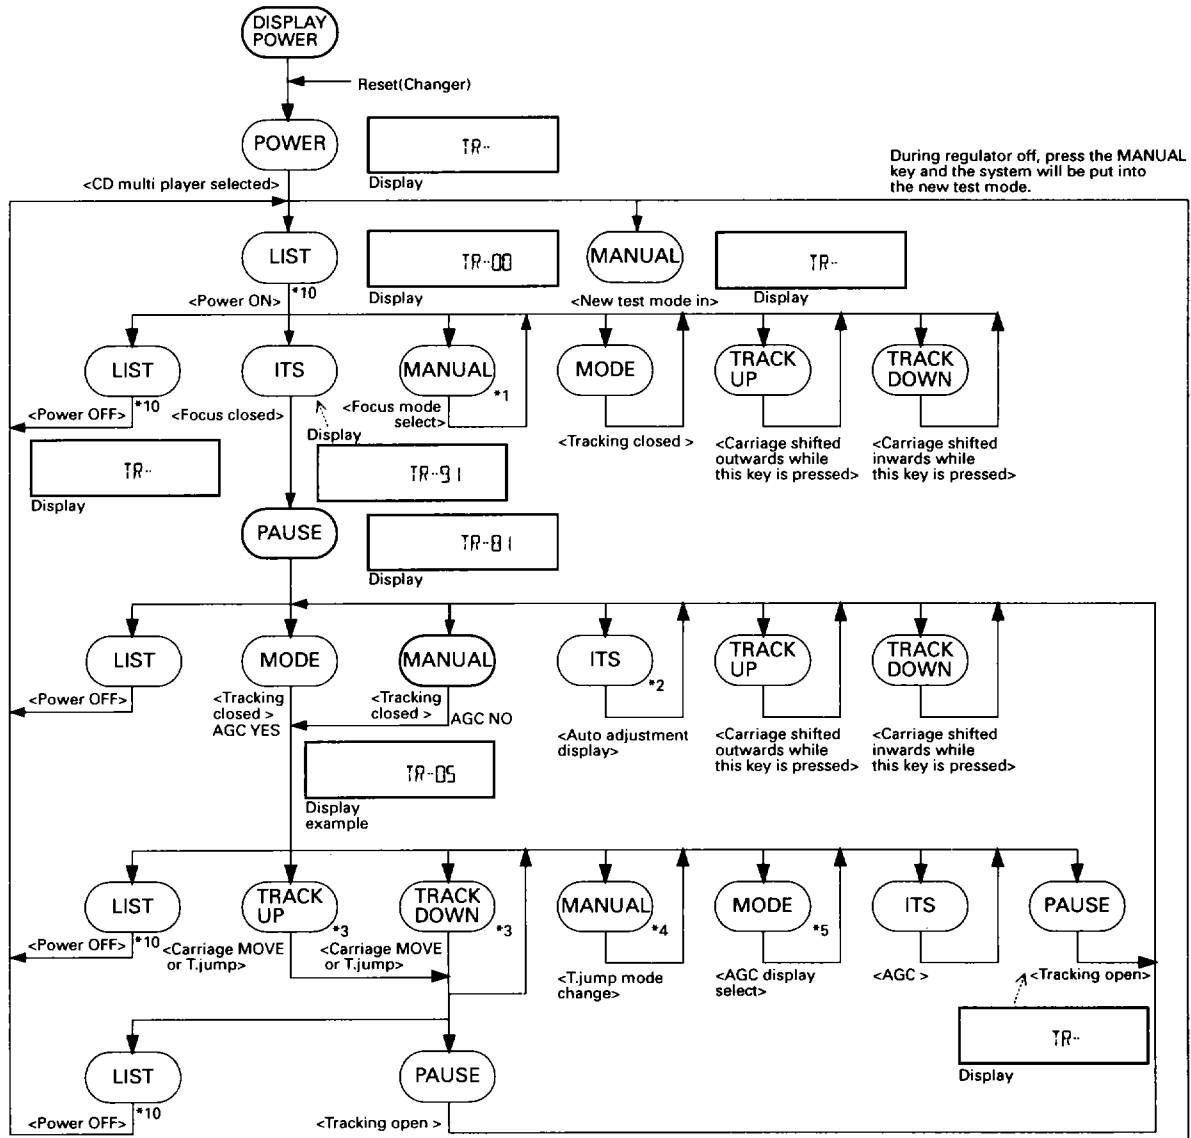 DISPLAY
POWER
Reset(Changer)
POWER
TR--
Display
<CD multi player selected>
During regulator off, press the MANUAL
key and the system will be put into
the new test mode.
LIST
*10
TR--00
Display
MANUAL
TR--
Display
<Power ON>
<New test mode in>
LIST
*10
ITS
MANUAL
*1
MODE
TRACK
UP
TRACK
DOWN
<Power OFF>
<Focus closed>
<Focus mode
select>
<Tracking closed >
<Carriage shifted
outwards while
this key is pressed>
<Carriage shifted
inwards while
this key is pressed>
TR--
Display
Display
TR--91
PAUSE
TR--81
Display
LIST
MODE
MANUAL
ITS
*2
TRACK
UP
TRACK
DOWN
<Power OFF>
<Tracking
closed >
AGC YES
<Tracking
closed >
AGC NO
<Auto adjustment
display>
<Carriage shifted
outwards while
this key is pressed>
<Carriage shifted
inwards while
this key is pressed>
TR--05
Display
example
LIST
*10
TRACK
UP
*3
TRACK
DOWN
*3
MANUAL
*4
MODE
*5
ITS
PAUSE
<Power OFF>
<Carriage MOVE
or T.jump>
<Carriage MOVE
or T.jump>
<T.jump mode
change>
<AGC display
select>
<AGC >
<Tracking open>
TR--
Display
LIST
*10
PAUSE
<Power OFF>
<Tracking open >